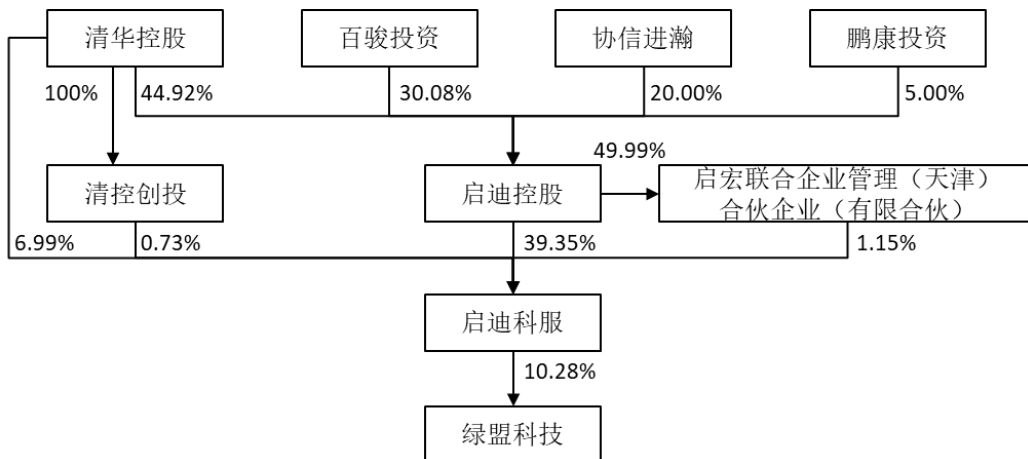 清华控股
百骏投资
协信进瀚
鹏康投资
100%
44.92%
30.08%
20.00%
5.00%
49.99%
清控创投
启迪控股
启宏联合企业管理（天津）
合伙企业（有限合伙）
6.99%
0.73%
39.35%
1.15%
启迪科服
10.28%
绿盟科技